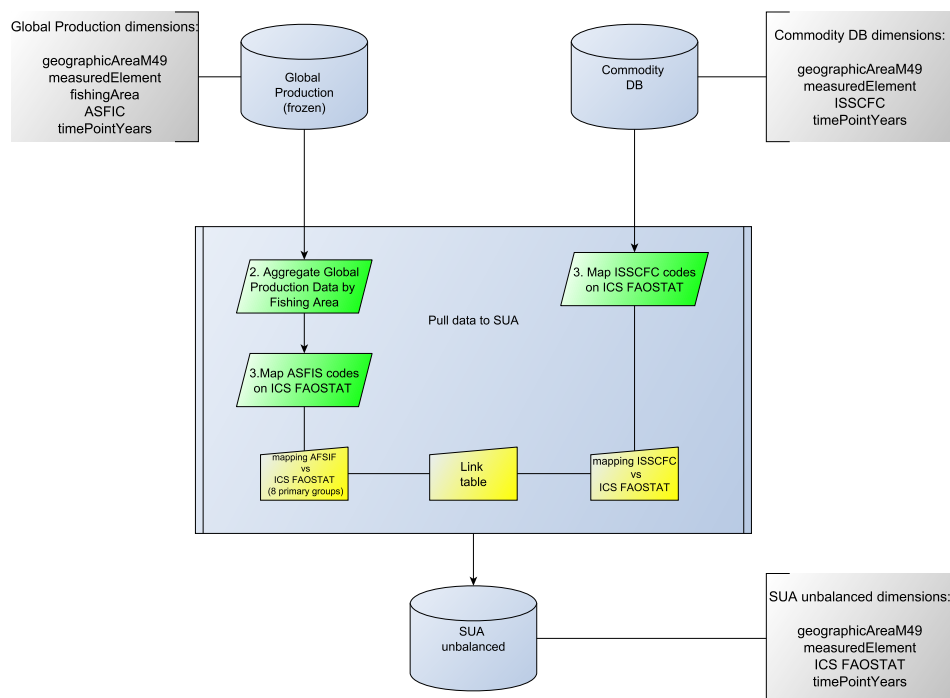 Global Production dimensions:
geographicAreaM49
measuredElement
fishingArea
ASFIC
timePointYears
Global
Production
(frozen)
Commodity
DB
Commodity DB dimensions:
geographicAreaM49
measuredElement
ISSCFC
timePointYears
2. Aggregate Global
Production Data by
Fishing Area
3. Map ISSCFC codes
on ICS FAOSTAT
Pull data to SUA
3.Map ASFIS codes
on ICS FAOSTAT
mapping AFSIF
vs
ICS FAOSTAT
(8 primary groups)
Link
table
mapping ISSCFC
vs
ICS FAOSTAT
SUA
unbalanced
SUA unbalanced dimensions:
geographicAreaM49
measuredElement
ICS FAOSTAT
timePointYears